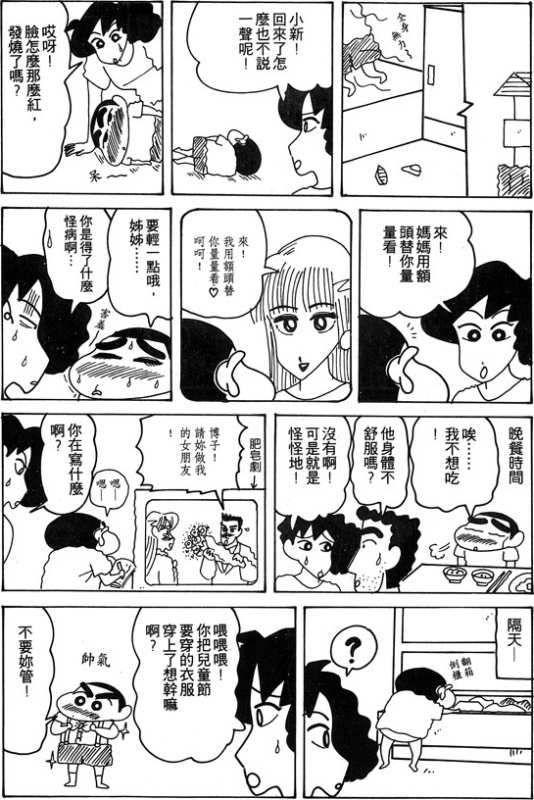 全身
無力
小新！
回來了怎
麼也不說
一聲呢！
哎呀！
臉怎麼那麼紅，
發燒了嗎？
呆
來！
媽媽用額
頭替你量
量看！
來！
我用額頭替
你量量看♡
呵呵！
要輕一點哦，
姊姊……
害羞
你是得了什麼
怪病啊…
晚餐時間
唉……
我不想吃
！
他身體不
舒服嗎？
沒有啊！
可是就是
怪怪地！
肥皂劇
博子！
請妳做我
的女朋友
！
嗯——
嗯——
你在寫什麼
啊？
隔天——
翻箱
倒櫃
？
喂喂喂！
你把兒童節
要穿的衣服
穿上了想幹嘛
啊？
帥氣
不要妳管！